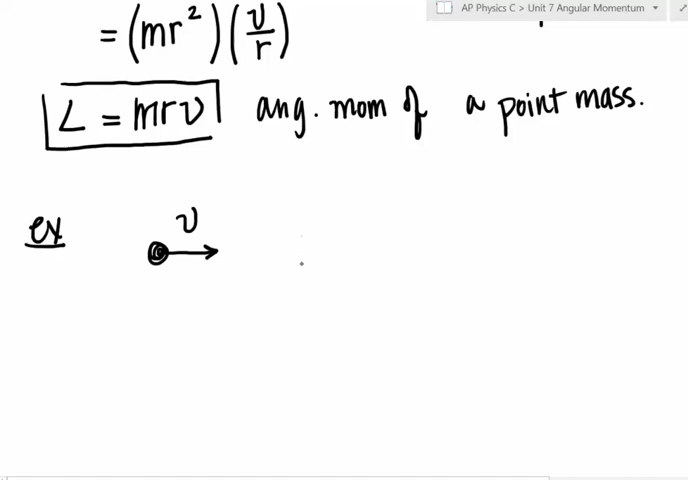 AP Physics C > Unit 7 Angular Momentum
= (mr²)(v/r)
L = mrv ang. mom of a point mass.
ex v